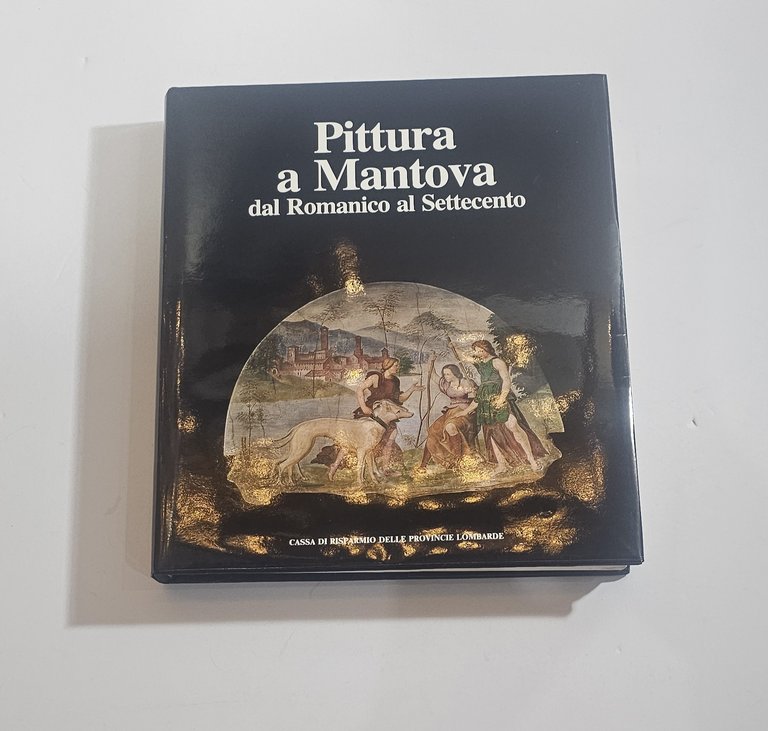 Pittura
a Mantova
dal Romanico al Settecento
CASSA DI RISPARMIO DELLE PROVINCIE LOMBARDE